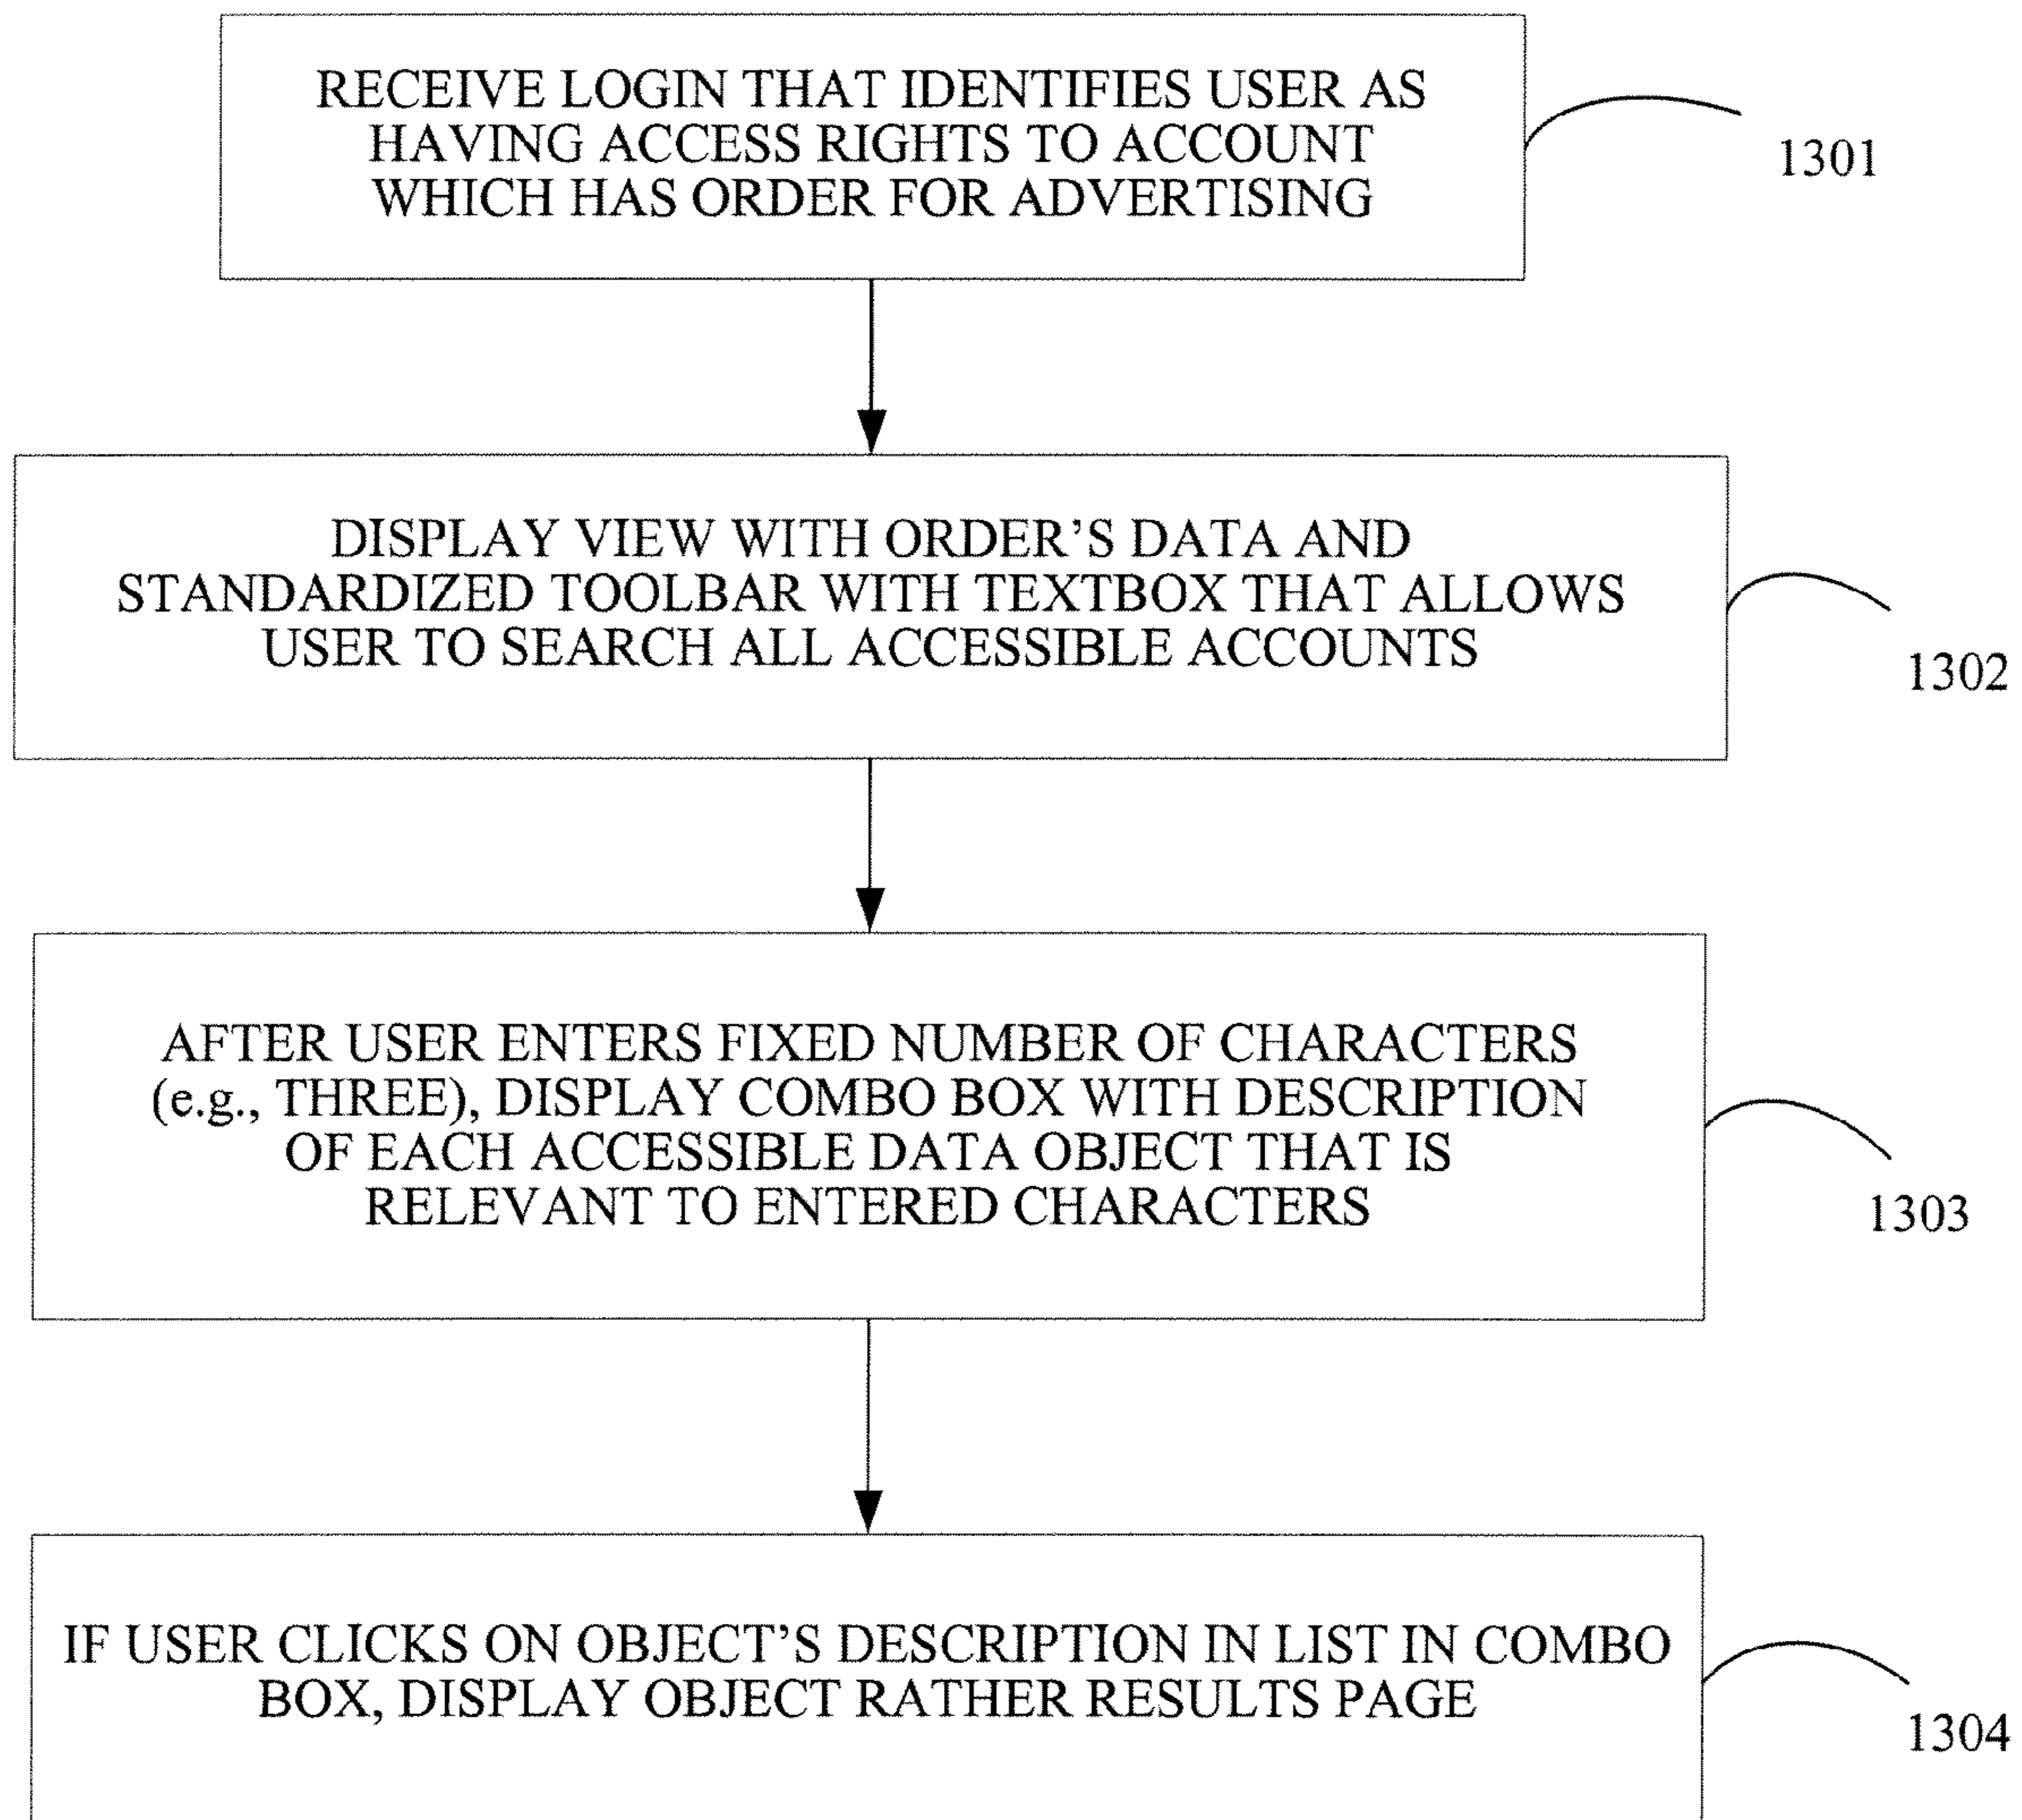 RECEIVE LOGIN THAT IDENTIFIES USER AS
HAVING ACCESS RIGHTS TO ACCOUNT
WHICH HAS ORDER FOR ADVERTISING
1301
DISPLAY VIEW WITH ORDER’S DATA AND
STANDARDIZED TOOLBAR WITH TEXTBOX THAT ALLOWS
USER TO SEARCH ALL ACCESSIBLE ACCOUNTS
1302
AFTER USER ENTERS FIXED NUMBER OF CHARACTERS
(e.g., THREE), DISPLAY COMBO BOX WITH DESCRIPTION
OF EACH ACCESSIBLE DATA OBJECT THAT IS
RELEVANT TO ENTERED CHARACTERS
1303
IF USER CLICKS ON OBJECT’S DESCRIPTION IN LIST IN COMBO
BOX, DISPLAY OBJECT RATHER RESULTS PAGE
1304